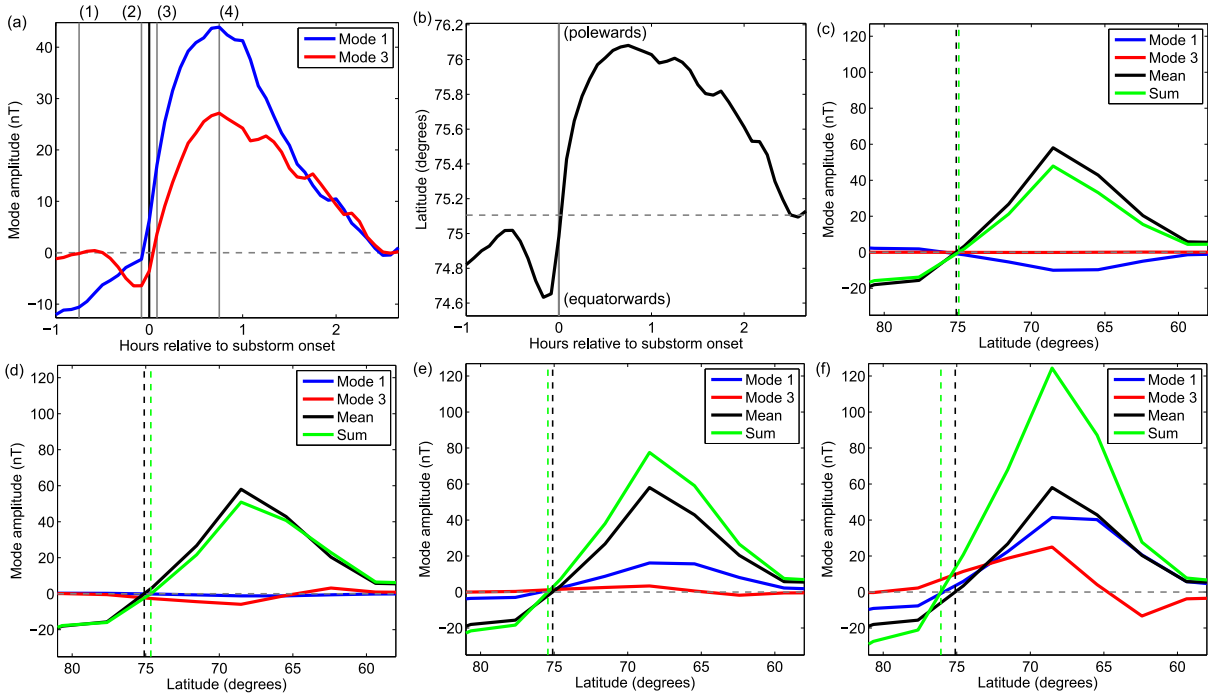 (a)
(1)
(2)
(3)
(4)
Mode 1
Mode 3
Mode amplitude (nT)
40
30
20
10
0
−10
−1
0
1
2
Hours relative to substorm onset
(b)
(polewards)
(equatorwards)
Latitude (degrees)
76.2
76
75.8
75.6
75.4
75.2
75
74.8
74.6
−1
0
1
2
Hours relative to substorm onset
(c)
Mode 1
Mode 3
Mean
Sum
Mode amplitude (nT)
120
100
80
60
40
20
0
−20
80
75
70
65
60
Latitude (degrees)
(d)
Mode 1
Mode 3
Mean
Sum
Mode amplitude (nT)
120
100
80
60
40
20
0
−20
80
75
70
65
60
Latitude (degrees)
(e)
Mode 1
Mode 3
Mean
Sum
Mode amplitude (nT)
120
100
80
60
40
20
0
−20
80
75
70
65
60
Latitude (degrees)
(f)
Mode 1
Mode 3
Mean
Sum
Mode amplitude (nT)
120
100
80
60
40
20
0
−20
80
75
70
65
60
Latitude (degrees)